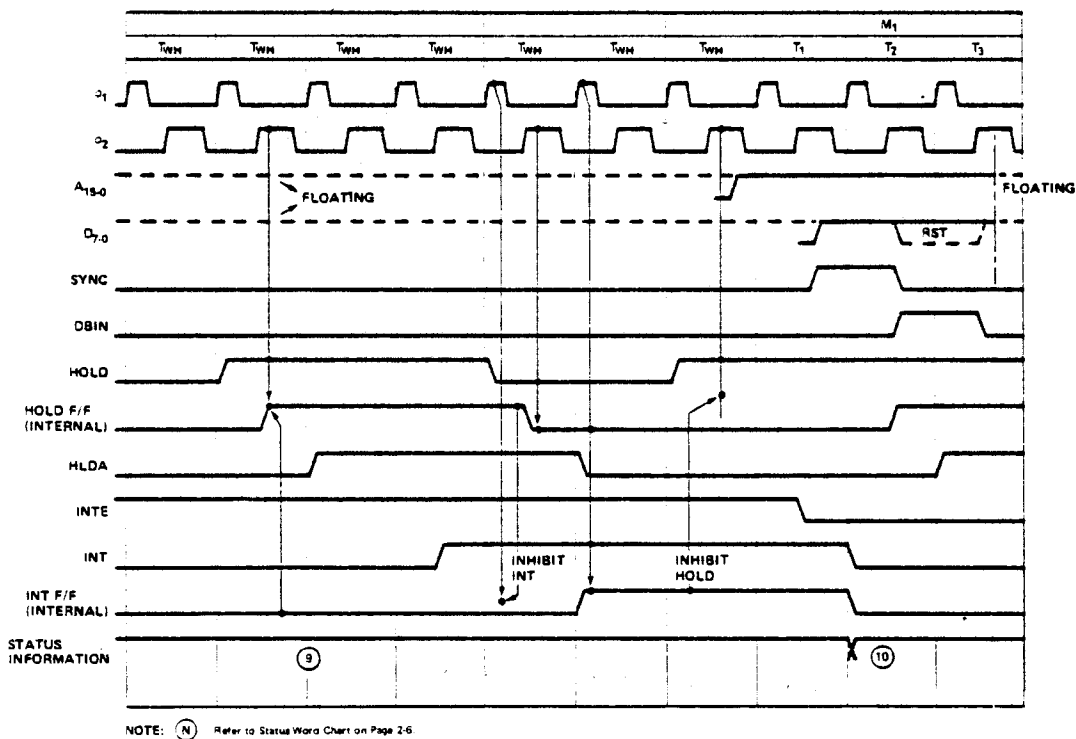 M1
TWH TWH TWH TWH TWH TWH TWH T1 T2 T3
φ1
φ2
A15-0
FLOATING
FLOATING
D7-0
RST
SYNC
DBIN
HOLD
HOLD F/F
(INTERNAL)
HLDA
INTE
INT
INHIBIT
INT
INHIBIT
HOLD
INT F/F
(INTERNAL)
STATUS
INFORMATION
9
10
NOTE: N Refer to Status Word Chart on Page 2-6.